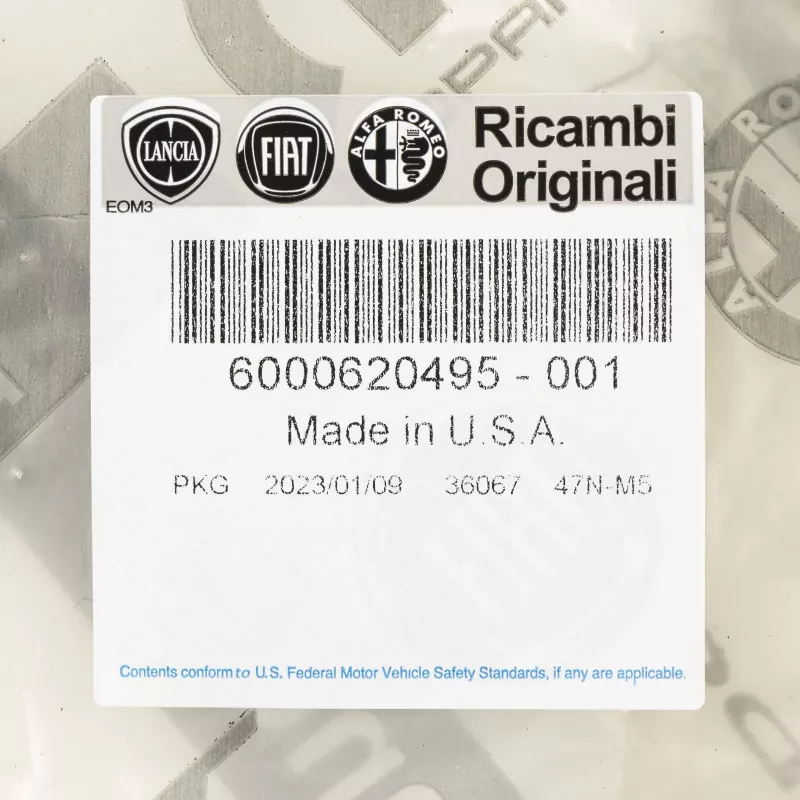 LANCIA
FIAT
ALFA ROMEO
Ricambi
Originali
EOM3
6000620495 - 001
Made in U.S.A.
PKG 2023/01/09 36067 47N-M5
Contents conform to U.S. Federal Motor Vehicle Safety Standards, if any are applicable.